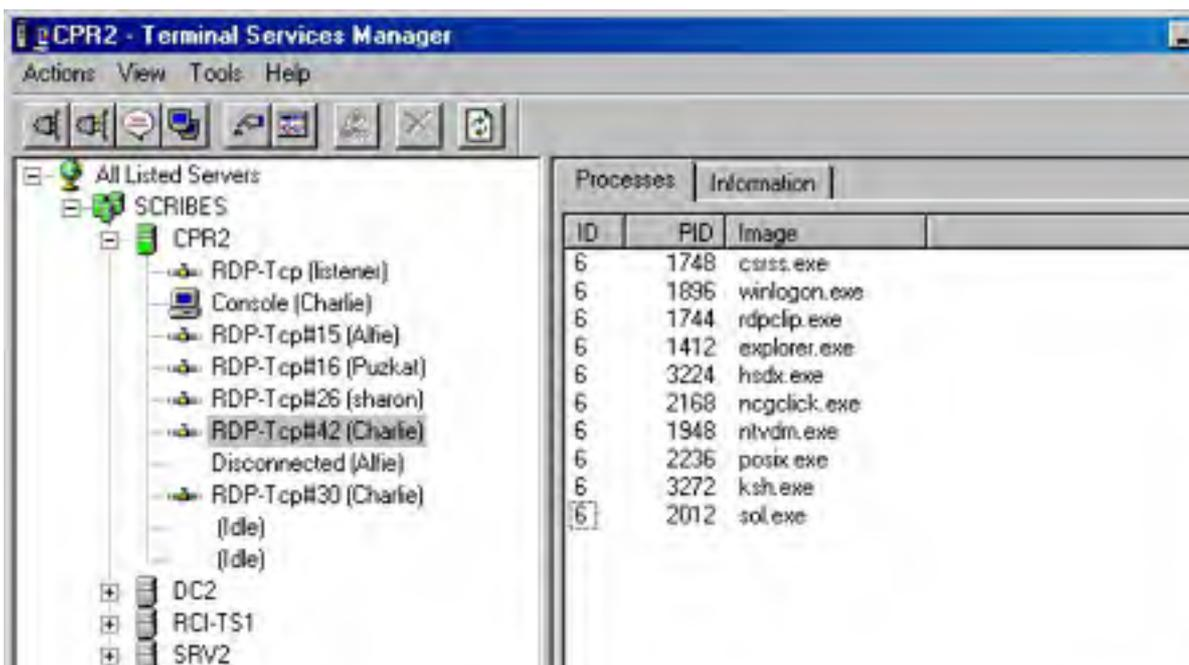 CPR2 - Terminal Services Manager
Actions View Tools Help
All Listed Servers
SCRIBES
CPR2
RDP-Tcp (listener)
Console (Charlie)
RDP-Tcp#15 (Alfie)
RDP-Tcp#16 (Puzkat)
RDP-Tcp#26 (sharon)
RDP-Tcp#42 (Charlie)
Disconnected (Alfie)
RDP-Tcp#30 (Charlie)
(Idle)
(Idle)
DC2
RCI-TS1
SRV2
Processes Information
ID PID Image
6 1748 csrss.exe
6 1896 winlogon.exe
6 1744 rdpclip.exe
6 1412 explorer.exe
6 3224 hsdx.exe
6 2168 ncgclick.exe
6 1948 ntvdm.exe
6 2236 posix.exe
6 3272 ksh.exe
6 2012 sol.exe